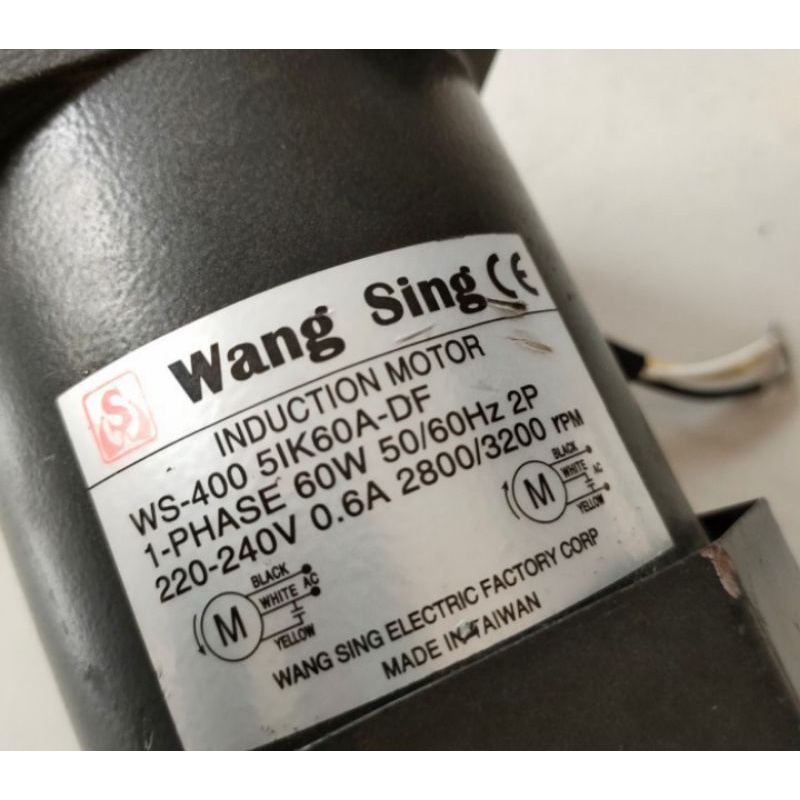 Wang Sing CE
INDUCTION MOTOR
WS-400 5IK60A-DF
1-PHASE 60W 50/60Hz 2P
220-240V 0.6A 2800/3200 rPM
M
BLACK
WHITE AC
YELLOW
M
BLACK
WHITE AC
YELLOW
WANG SING ELECTRIC FACTORY CORP
MADE IN TAIWAN